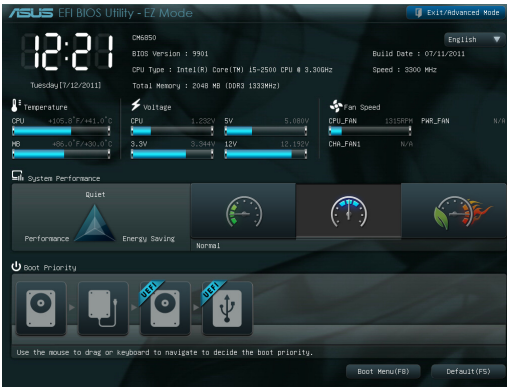 ASUS EFI BIOS Utility - EZ Mode
Exit/Advanced Mode
12:21
Tuesday[7/12/2011]
CM6850
English
BIOS Version : 9901
Build Date : 07/11/2011
CPU Type : Intel(R) Core(TM) i5-2500 CPU @ 3.30GHz
Speed : 3300 MHz
Total Memory : 2048 MB (DDR3 1333MHz)
Temperature
CPU +105.8°F/+41.0°C
MB +86.0°F/+30.0°C
Voltage
CPU 1.232V 5V 5.080V
3.3V 3.344V 12V 12.192V
Fan Speed
CPU_FAN 1315RPM PWR_FAN N/A
CHA_FAN1 N/A
System Performance
Quiet
Performance
Energy Saving
Normal
Boot Priority
UEFI
UEFI
Use the mouse to drag or keyboard to navigate to decide the boot priority.
Boot Menu(F8)
Default(F5)